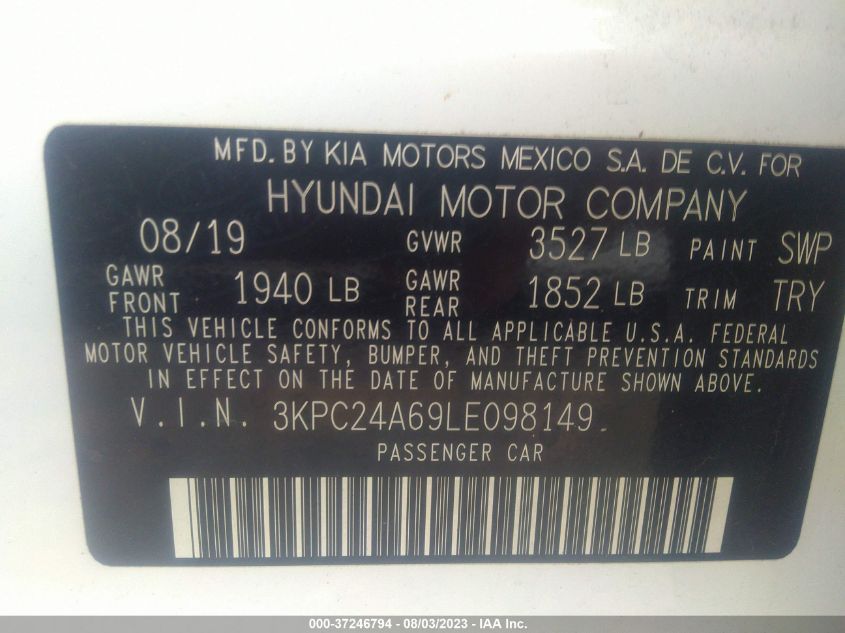 MFD. BY KIA MOTORS MEXICO S.A. DE C.V. FOR
HYUNDAI MOTOR COMPANY
08/19 GVWR 3527 LB PAINT SWP
GAWR FRONT 1940 LB GAWR REAR 1852 LB TRIM TRY
THIS VEHICLE CONFORMS TO ALL APPLICABLE U.S.A. FEDERAL
MOTOR VEHICLE SAFETY, BUMPER, AND THEFT PREVENTION STANDARDS
IN EFFECT ON THE DATE OF MANUFACTURE SHOWN ABOVE.
V.I.N. 3KPC24A69LE098149
PASSENGER CAR
000-37246794 - 08/03/2023 - IAA Inc.